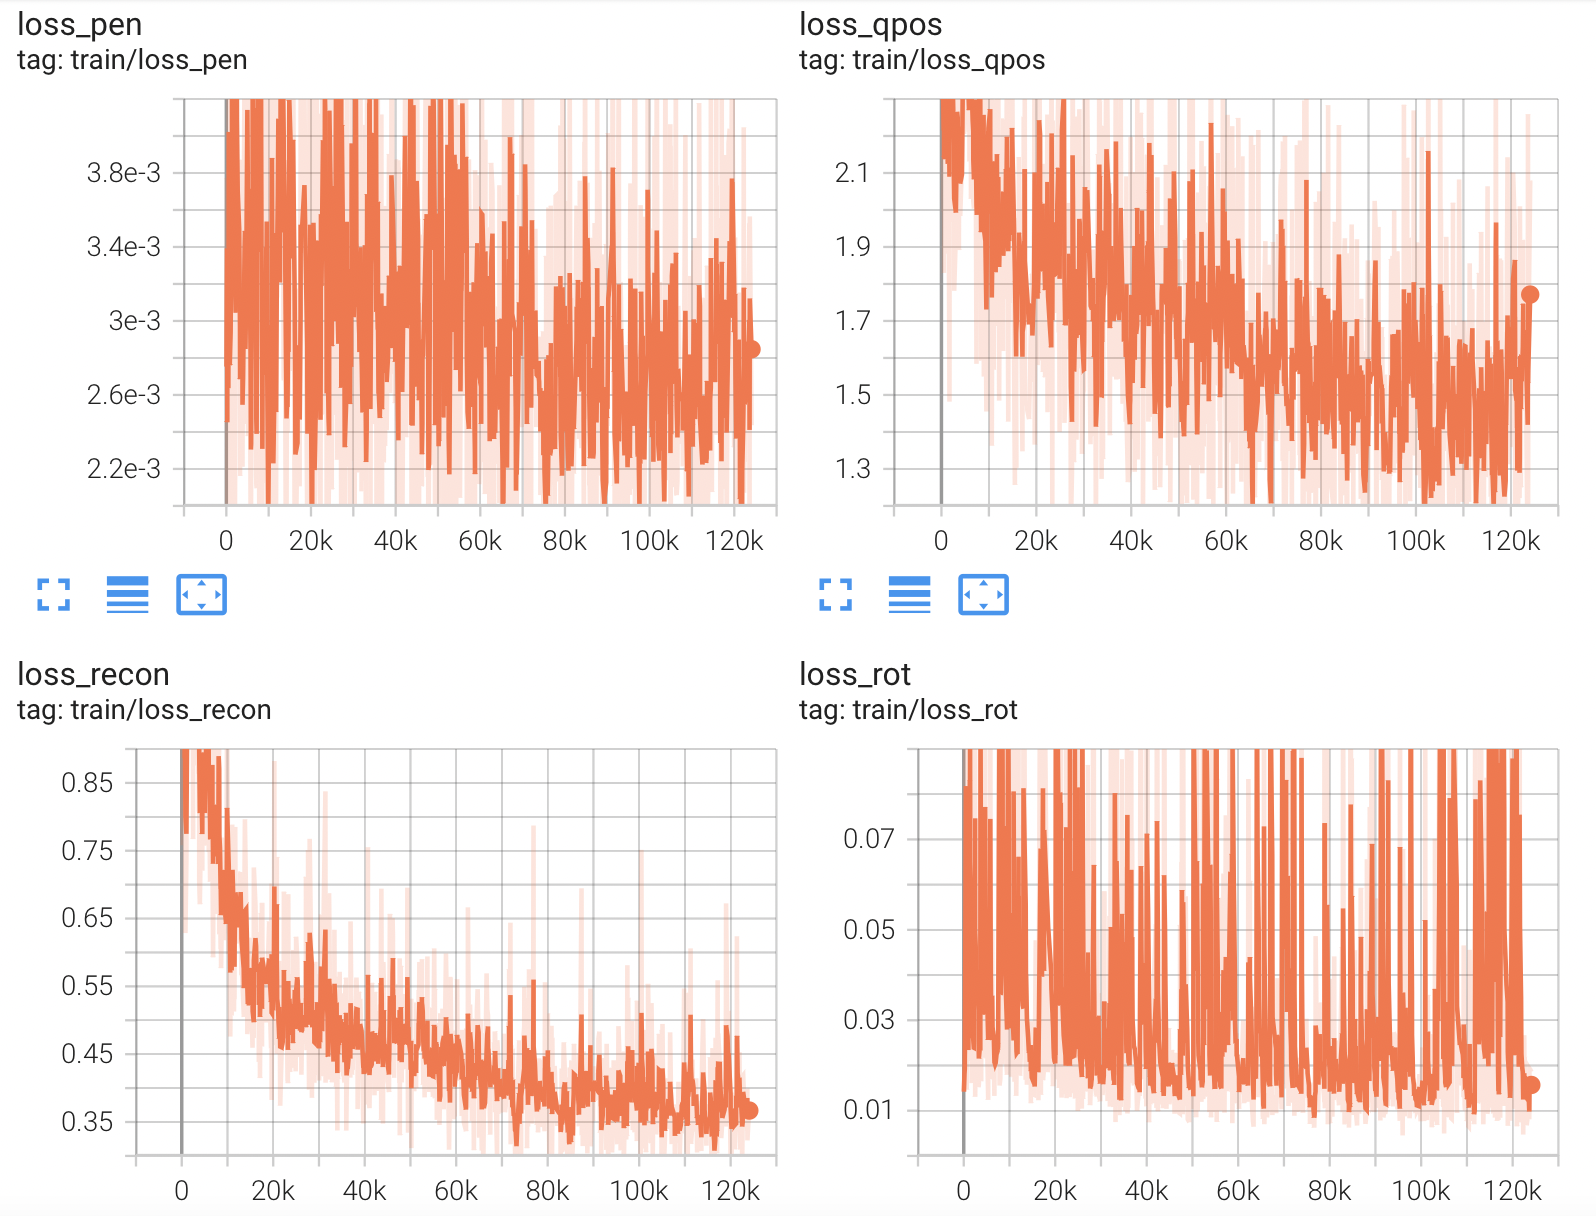 loss_pen
tag: train/loss_pen
3.8e-3
3.4e-3
3e-3
2.6e-3
2.2e-3
0 20k 40k 60k 80k 100k 120k
loss_qpos
tag: train/loss_qpos
2.1
1.9
1.7
1.5
1.3
0 20k 40k 60k 80k 100k 120k
loss_recon
tag: train/loss_recon
0.85
0.75
0.65
0.55
0.45
0.35
0 20k 40k 60k 80k 100k 120k
loss_rot
tag: train/loss_rot
0.07
0.05
0.03
0.01
0 20k 40k 60k 80k 100k 120k